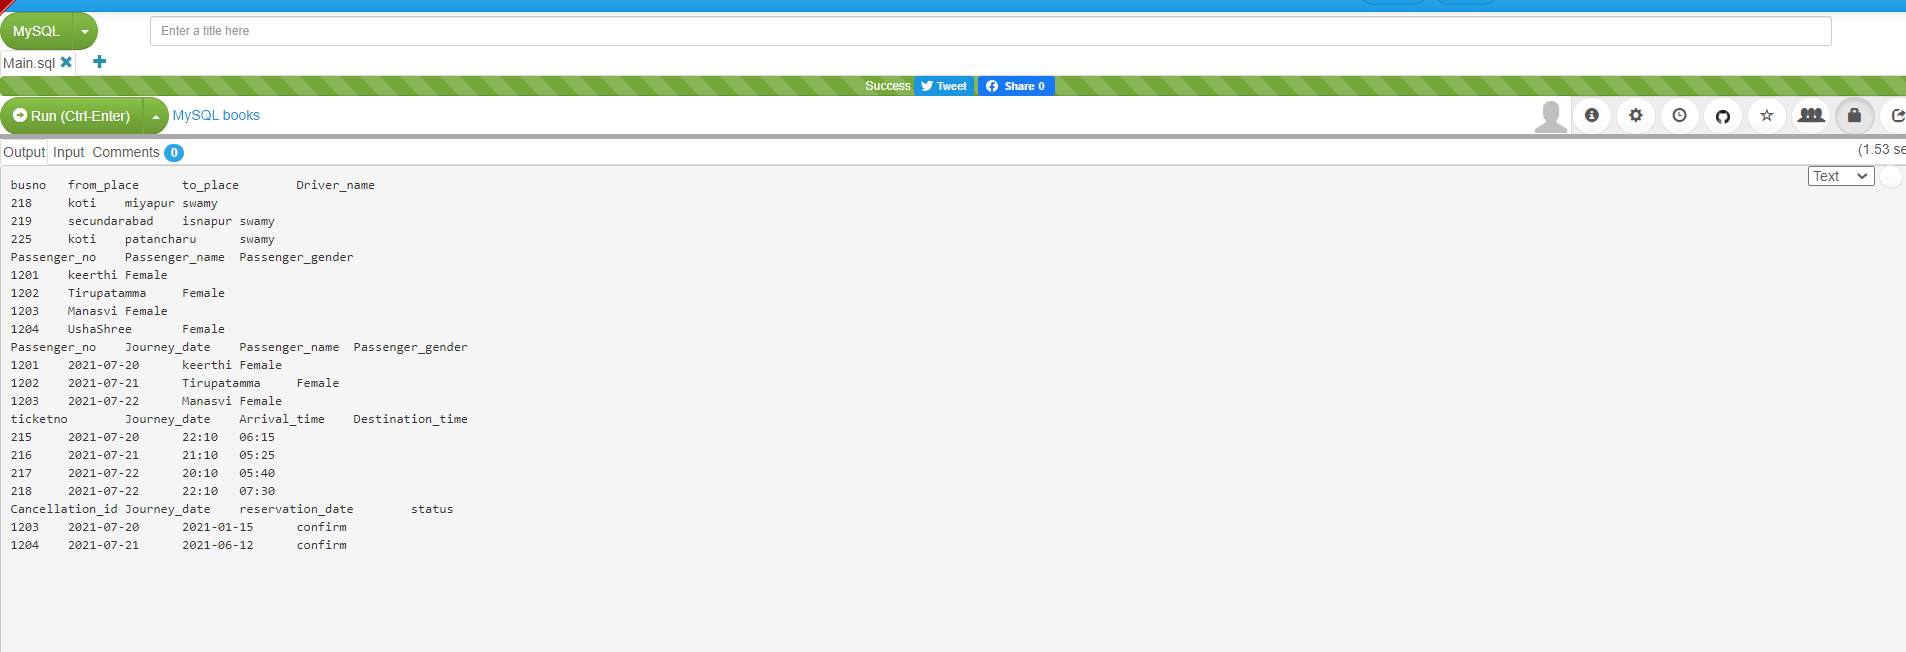 MySQL
Enter a title here
Main.sql
Success Tweet Share 0
Run (Ctrl-Enter) MySQL books
Output Input Comments 0
(1.53 se
Text
busno from_place to_place Driver_name
218 koti miyapur swamy
219 secundarabad isnapur swamy
225 koti patancharu swamy
Passenger_no Passenger_name Passenger_gender
1201 keerthi Female
1202 Tirupatamma Female
1203 Manasvi Female
1204 UshaShree Female
Passenger_no Journey_date Passenger_name Passenger_gender
1201 2021-07-20 keerthi Female
1202 2021-07-21 Tirupatamma Female
1203 2021-07-22 Manasvi Female
ticketno Journey_date Arrival_time Destination_time
215 2021-07-20 22:10 06:15
216 2021-07-21 21:10 05:25
217 2021-07-22 20:10 05:40
218 2021-07-22 22:10 07:30
Cancellation_id Journey_date reservation_date status
1203 2021-07-20 2021-01-15 confirm
1204 2021-07-21 2021-06-12 confirm